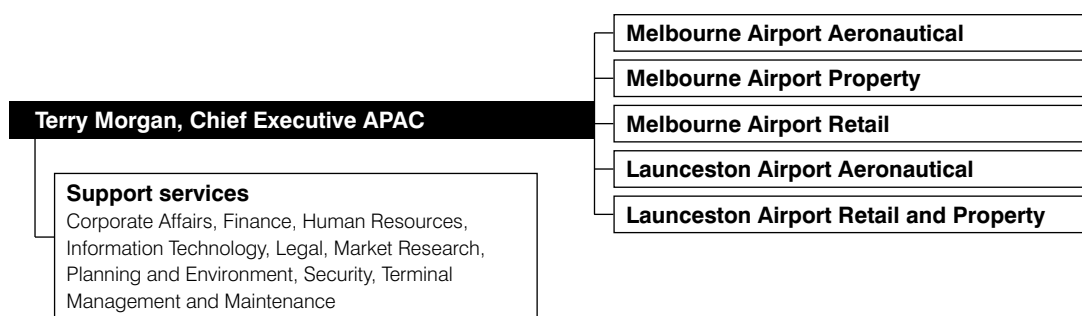 Melbourne Airport Aeronautical
Melbourne Airport Property
Terry Morgan, Chief Executive APAC
Melbourne Airport Retail
Launceston Airport Aeronautical
Launceston Airport Retail and Property
Support services
Corporate Affairs, Finance, Human Resources,
Information Technology, Legal, Market Research,
Planning and Environment, Security, Terminal
Management and Maintenance